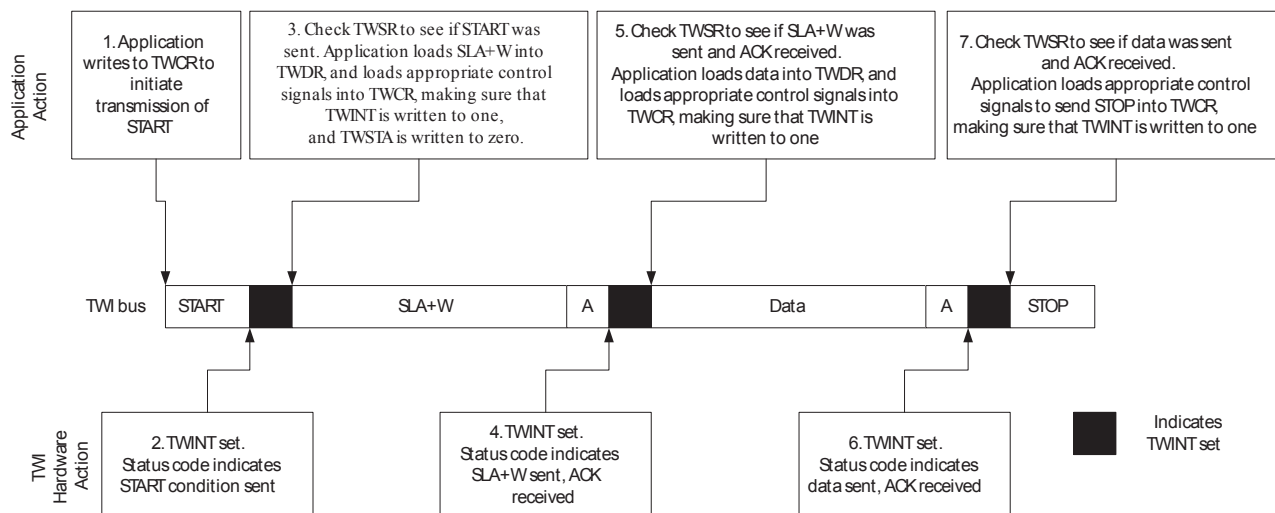 Application
Action
1. Application
writes to TWCR to
initiate
transmission of
START
3. Check TWSR to see if START was
sent. Application loads SLA+W into
TWDR, and loads appropriate control
signals into TWCR, making sure that
TWINT is written to one,
and TWSTA is written to zero.
5. Check TWSR to see if SLA+W was
sent and ACK received.
Application loads data into TWDR, and
loads appropriate control signals into
TWCR, making sure that TWINT is
written to one
7. Check TWSR to see if data was sent
and ACK received.
Application loads appropriate control
signals to send STOP into TWCR,
making sure that TWINT is written to one
TWI bus
START
SLA+W
A
Data
A
STOP
TWI
Hardware
Action
2. TWINT set.
Status code indicates
START condition sent
4. TWINT set.
Status code indicates
SLA+W sent, ACK
received
6. TWINT set.
Status code indicates
data sent, ACK received
Indicates
TWINT set